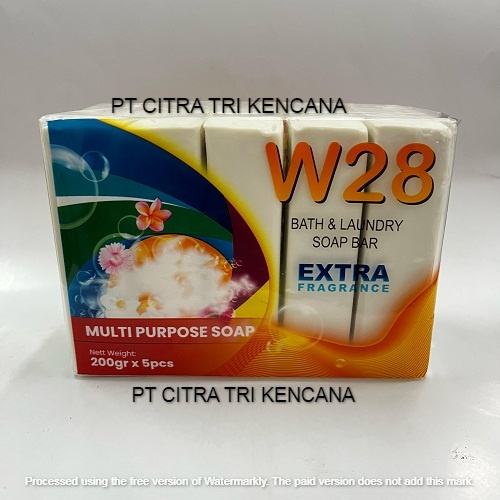 PT CITRA TRI KENCANA
W28
BATH & LAUNDRY
SOAP BAR
EXTRA
FRAGRANCE
MULTI PURPOSE SOAP
Net Weight:
200gr x 5pcs
PT CITRA TRI KENCANA
Processed using the free version of Watermarkly. The paid version does not add this mark.